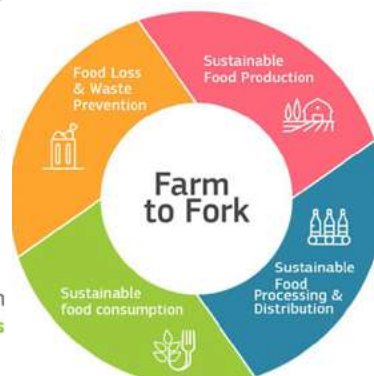 Food Loss
& Waste
Prevention
Sustainable
Food Production
Farm
to Fork
Sustainable
Food
Processing &
Distribution
Sustainable
food consumption